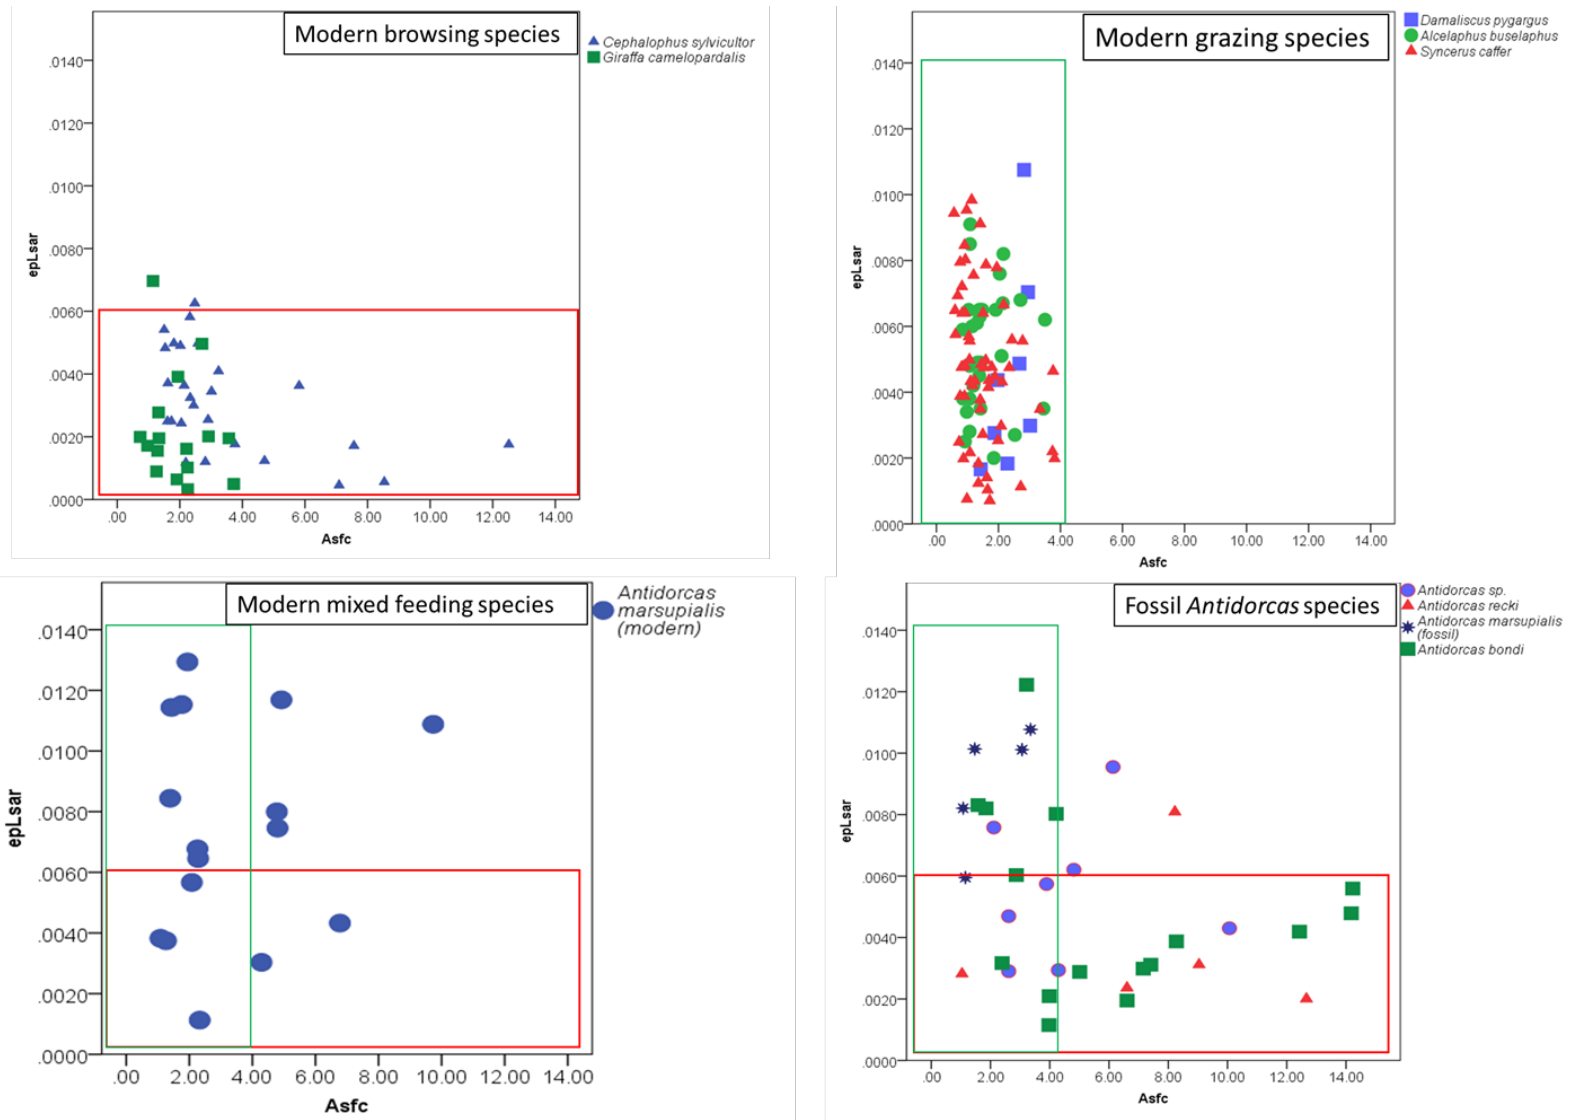 Modern browsing species
Cephalophus sylvicultor
Giraffa camelopardalis
.0140
.0120
.0100
.0080
.0060
.0040
.0020
.0000
epLsar
.00 2.00 4.00 6.00 8.00 10.00 12.00 14.00
Asfc
Modern grazing species
Damaliscus pygargus
Alcelaphus buselaphus
Syncerus caffer
.0140
.0120
.0100
.0080
.0060
.0040
.0020
.0000
epLsar
.00 2.00 4.00 6.00 8.00 10.00 12.00 14.00
Asfc
Modern mixed feeding species
Antidorcas
marsupialis
(modern)
.0140
.0120
.0100
.0080
.0060
.0040
.0020
.0000
epLsar
.00 2.00 4.00 6.00 8.00 10.00 12.00 14.00
Asfc
Fossil Antidorcas species
Antidorcas sp.
Antidorcas recki
Antidorcas marsupialis
(fossil)
Antidorcas bondi
.0140
.0120
.0100
.0080
.0060
.0040
.0020
.0000
epLsar
.00 2.00 4.00 6.00 8.00 10.00 12.00 14.00
Asfc